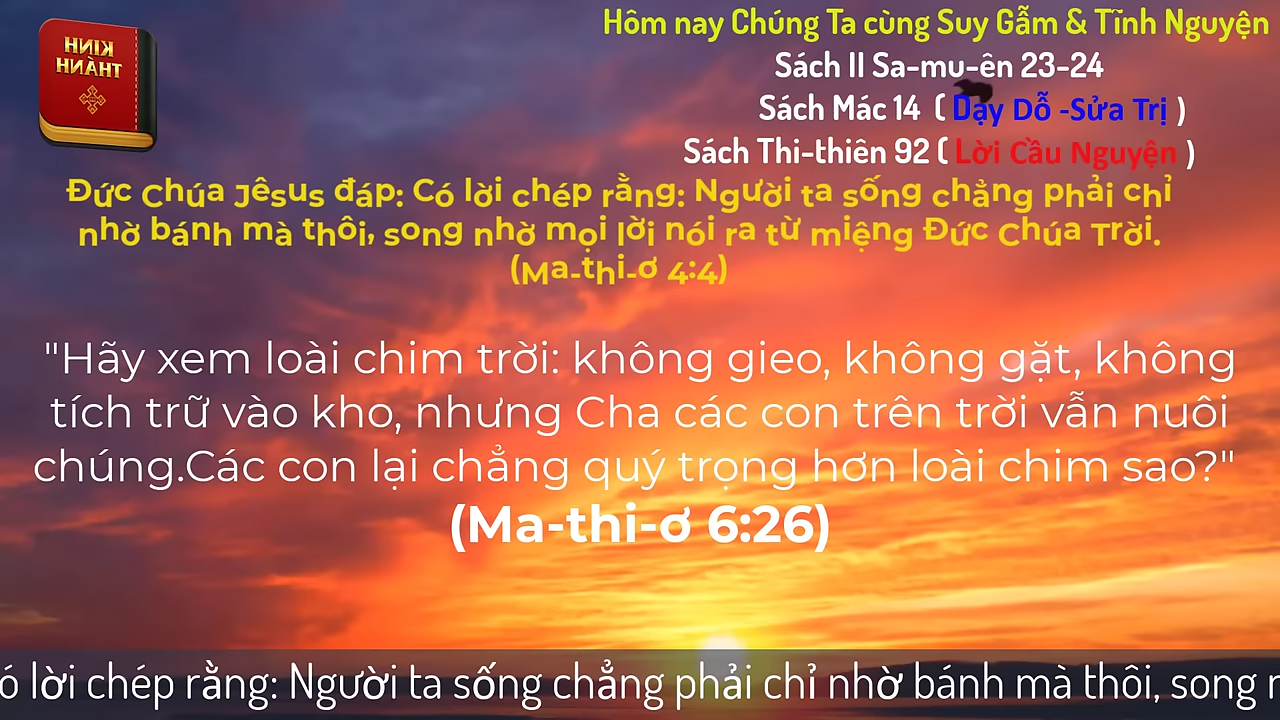 KINH
THÁNH
Hôm nay Chúng Ta cùng Suy Gẫm & Tĩnh Nguyện
Sách II Sa-mu-ên 23-24
Sách Mác 14 ( Dạy Dỗ -Sửa Trị )
Sách Thi-thiên 92 ( Lời Cầu Nguyện )
Đức Chúa Jêsus đáp: Có lời chép rằng: Người ta sống chẳng phải chỉ
nhờ bánh mà thôi, song nhờ mọi lời nói ra từ miệng Đức Chúa Trời.
(Ma-thi-ơ 4:4)
"Hãy xem loài chim trời: không gieo, không gặt, không
tích trữ vào kho, nhưng Cha các con trên trời vẫn nuôi
chúng.Các con lại chẳng quý trọng hơn loài chim sao?"
(Ma-thi-ơ 6:26)
ó lời chép rằng: Người ta sống chẳng phải chỉ nhờ bánh mà thôi, song